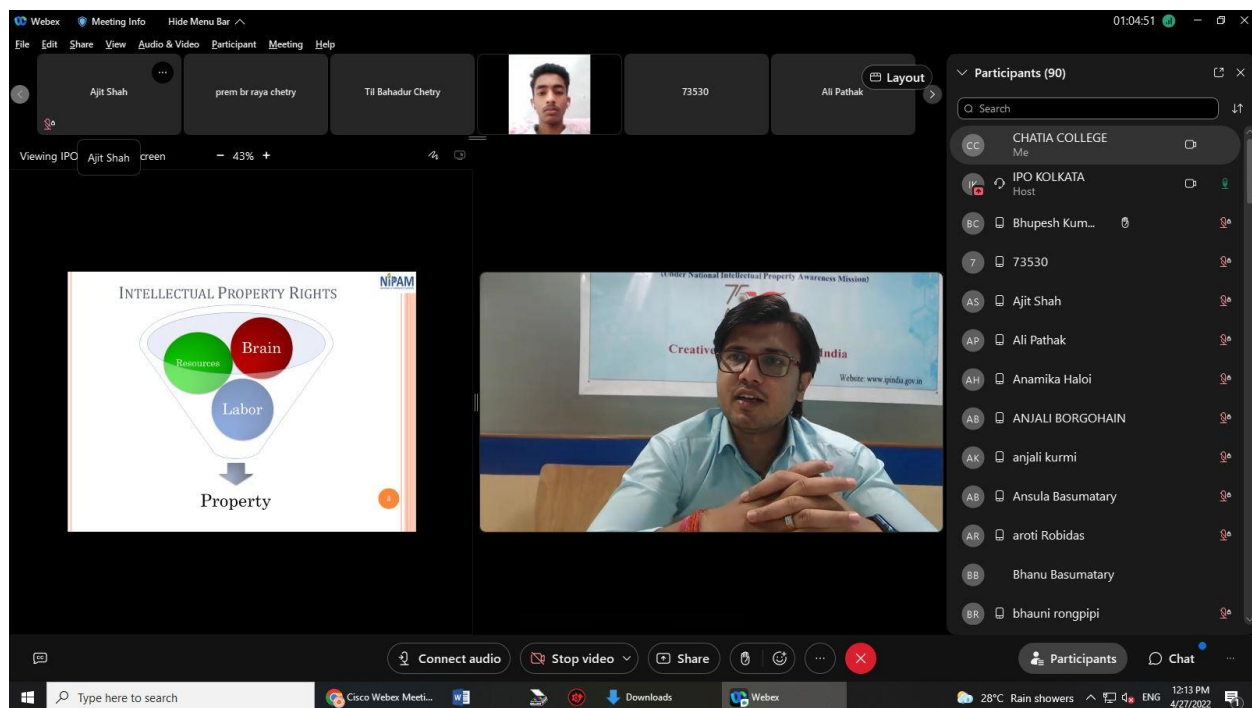 Webex Meeting Info Hide Menu Bar
01:04:51
File Edit Share View Audio & Video Participant Meeting Help
Ajit Shah
prem br raya chetry
Til Bahadur Chetry
73530
Ali Pathak
Layout
Viewing IPO
Ajit Shah
creen
43%
NIPAM
INTELLECTUAL PROPERTY RIGHTS
Resources
Brain
Labor
Property
(Under National Intellectual Property Awareness Mission)
75
Creative
India
Website: www.ipindia.gov.in
Participants (90)
Search
CC CHATIA COLLEGE
Me
IK IPO KOLKATA
Host
BC Bhupesh Kum...
7 73530
AS Ajit Shah
AP Ali Pathak
AH Anamika Haloi
AB ANJALI BORGOHAIN
AK anjali kurmi
AB Ansula Basumatary
AR aroti Robidas
BB Bhanu Basumatary
BR bhauni rongpipi
Connect audio Stop video Share
Participants Chat
Type here to search
Cisco Webex Meeti...
Downloads
Webex
28°C Rain showers ENG
12:13 PM
4/27/2022